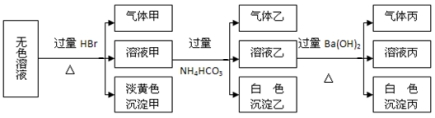 无色溶液
过量 HBr
△
气体甲
溶液甲
淡黄色
沉淀甲
过量
NH₄HCO₃
气体乙
溶液乙
白 色
沉淀乙
过量 Ba(OH)₂
△
气体丙
溶液丙
白 色
沉淀丙